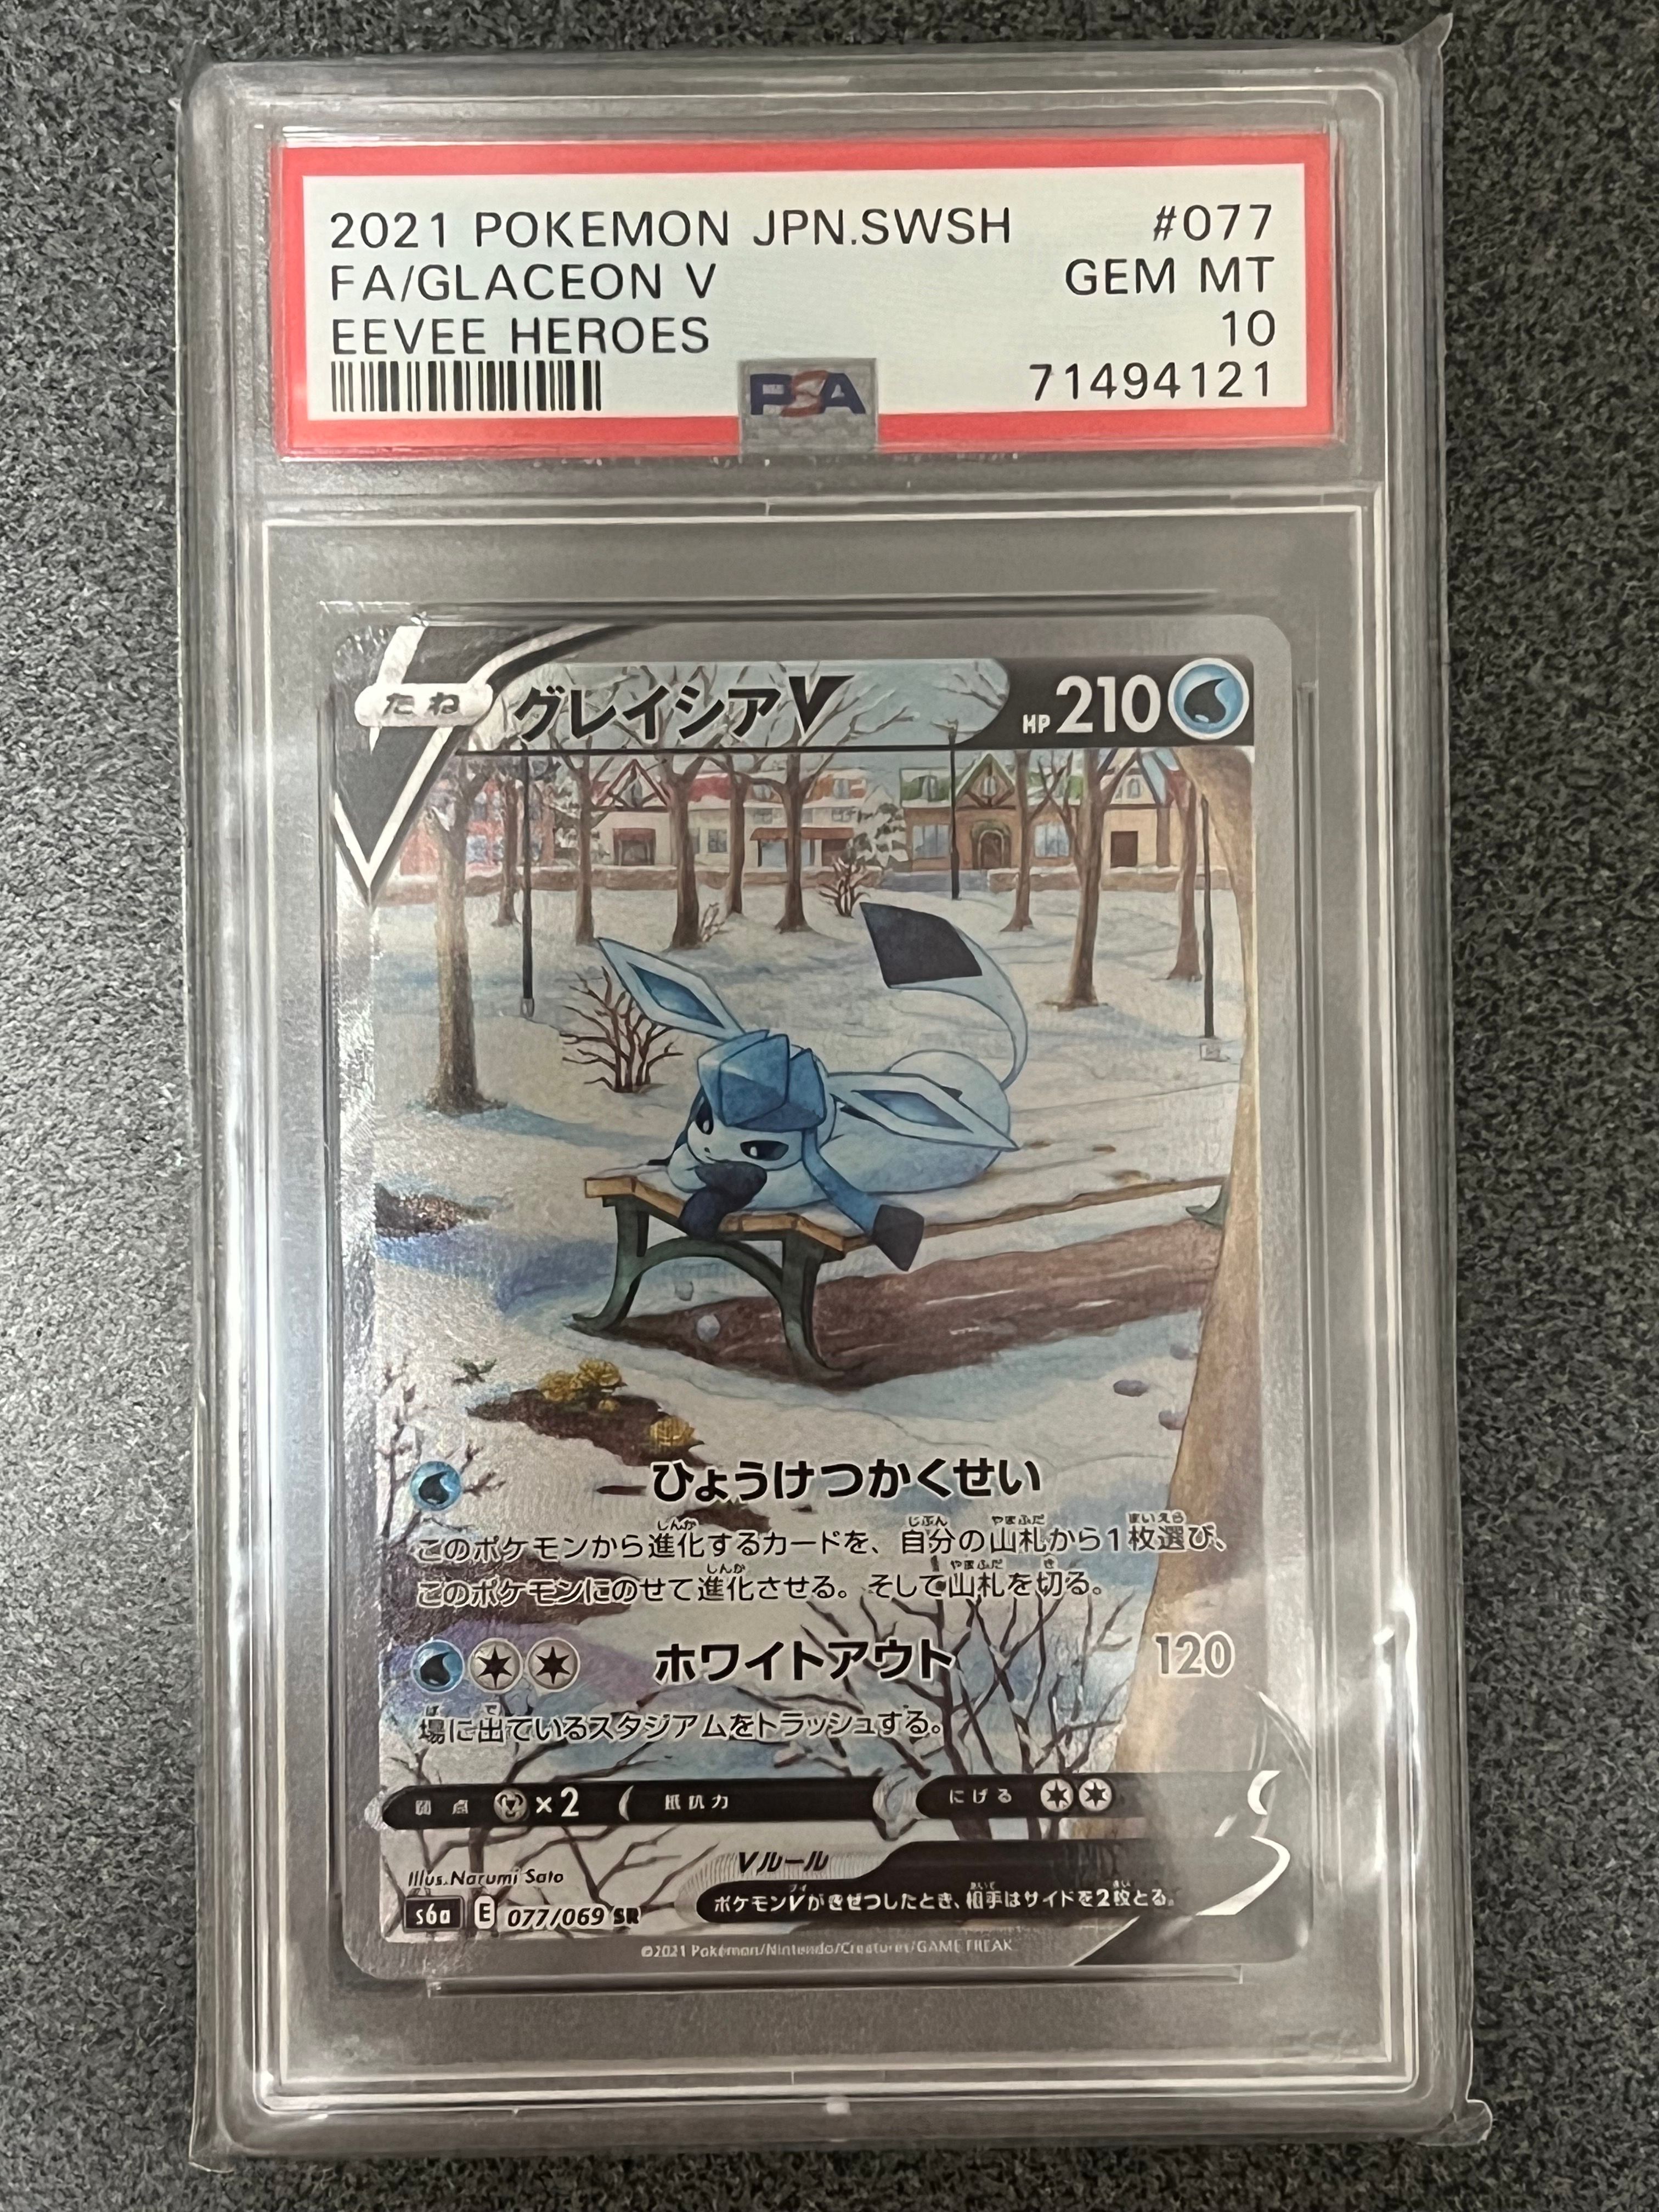 2021 POKEMON JPN.SWSH #077
FA/GLACEON V GEM MT
EEVEE HEROES 10
71494121
PSA
たね グレイシアV HP210
ひょうけつかくせい
このポケモンから進化するカードを、自分の山札から1枚選び、
このポケモンにのせて進化させる。そして山札を切る。
ホワイトアウト 120
場に出ているスタジアムをトラッシュする。
弱点 ×2 抵抗力 にげる
Illus. Narumi Sato
Vルール
ポケモンVがきぜつしたとき、相手はサイドを2枚とる。
s6a E 077/069 SR
©2021 Pokémon/Nintendo/Creatures/GAME FREAK